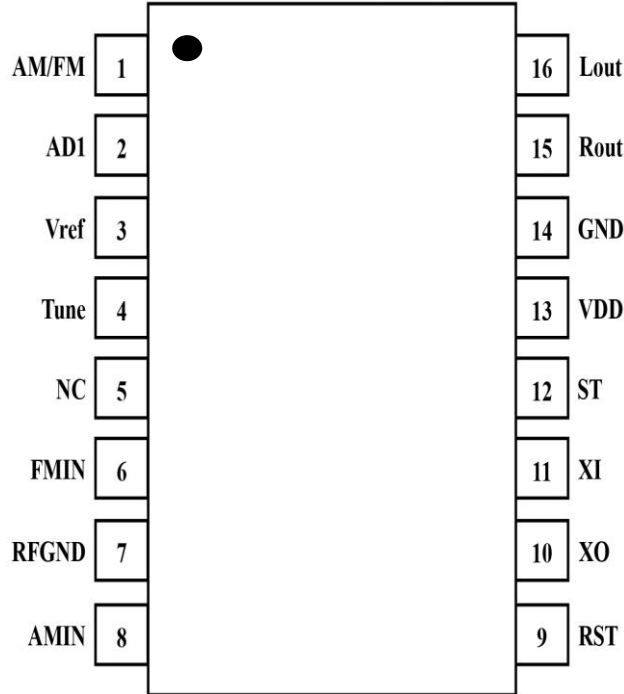 AM/FM 1 16 Lout
AD1 2 15 Rout
Vref 3 14 GND
Tune 4 13 VDD
NC 5 12 ST
FMIN 6 11 XI
RFGND 7 10 XO
AMIN 8 9 RST